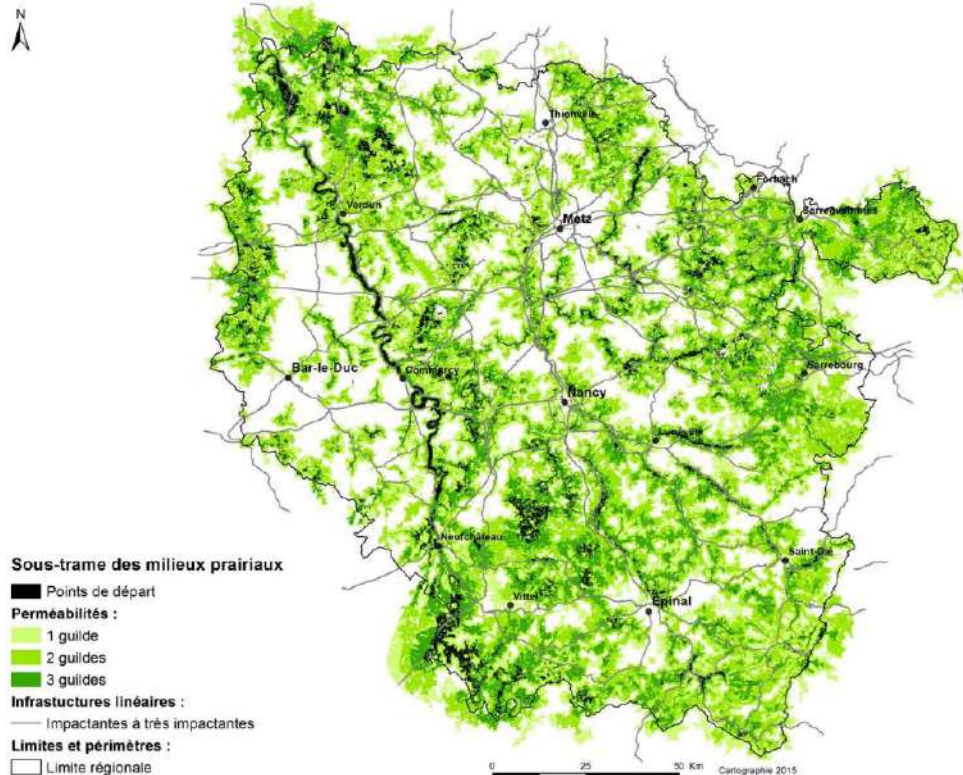 N
Thionville
Forbach
Sarreguemines
Verdun
Metz
Bar-le-Duc
Commercy
Sarrebourg
Nancy
Lunéville
Neufchâteau
Saint-Dié
Vittel
Epinal
Sous-trame des milieux prairiaux
Points de départ
Perméabilités :
1 guilde
2 guildes
3 guildes
Infrastuctures linéaires :
Impactantes à très impactantes
Limites et périmètres :
Limite régionale
0 25 50 Km
Cartographie 2015